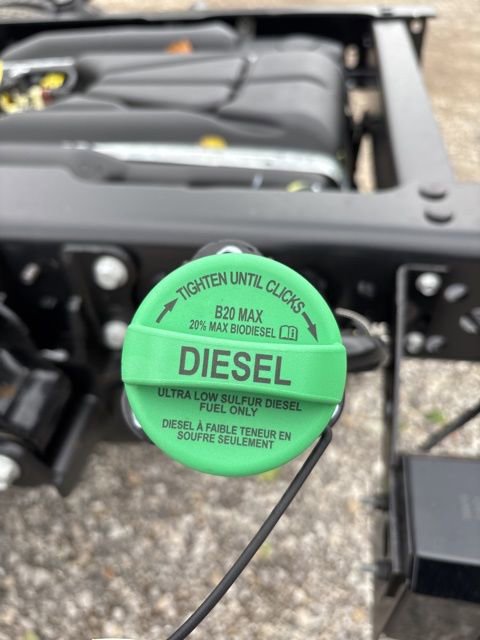 TIGHTEN UNTIL CLICKS
B20 MAX
20% MAX BIODIESEL
DIESEL
ULTRA LOW SULFUR DIESEL
FUEL ONLY
DIESEL À FAIBLE TENEUR EN
SOUFRE SEULEMENT